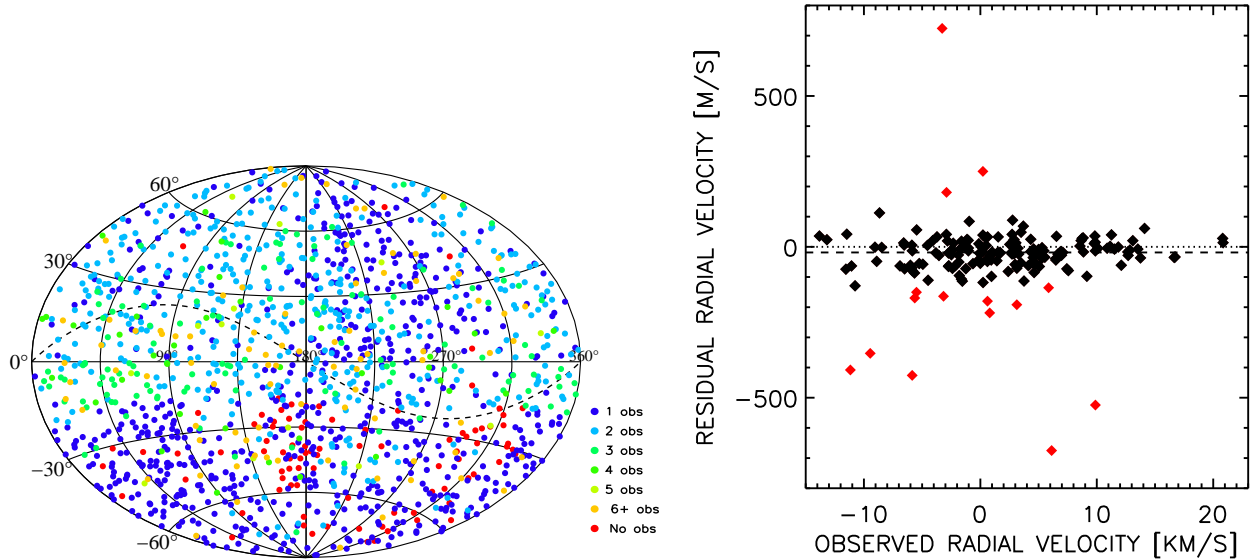 60°
30°
0°
90°
180°
270°
360°
−30°
−60°
1 obs
2 obs
3 obs
4 obs
5 obs
6+ obs
No obs
RESIDUAL RADIAL VELOCITY [M/S]
500
0
−500
−10
0
10
20
OBSERVED RADIAL VELOCITY [KM/S]